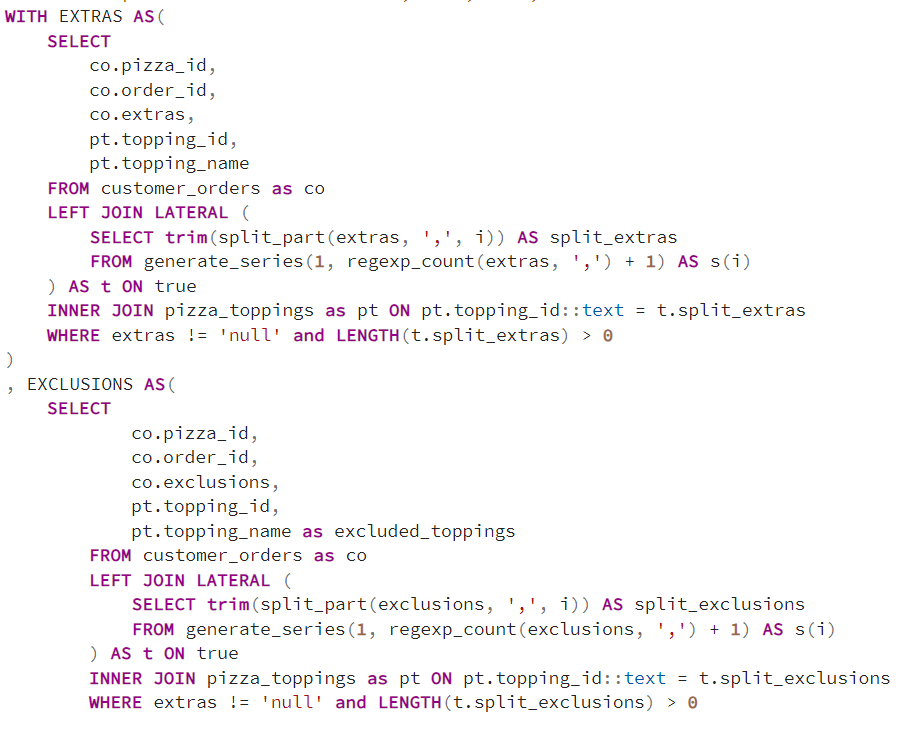 WITH EXTRAS AS(
SELECT
co.pizza_id,
co.order_id,
co.extras,
pt.topping_id,
pt.topping_name
FROM customer_orders as co
LEFT JOIN LATERAL (
SELECT trim(split_part(extras, ',', i)) AS split_extras
FROM generate_series(1, regexp_count(extras, ',') + 1) AS s(i)
) AS t ON true
INNER JOIN pizza_toppings as pt ON pt.topping_id::text = t.split_extras
WHERE extras != 'null' and LENGTH(t.split_extras) > 0
)
, EXCLUSIONS AS(
SELECT
co.pizza_id,
co.order_id,
co.exclusions,
pt.topping_id,
pt.topping_name as excluded_toppings
FROM customer_orders as co
LEFT JOIN LATERAL (
SELECT trim(split_part(exclusions, ',', i)) AS split_exclusions
FROM generate_series(1, regexp_count(exclusions, ',') + 1) AS s(i)
) AS t ON true
INNER JOIN pizza_toppings as pt ON pt.topping_id::text = t.split_exclusions
WHERE extras != 'null' and LENGTH(t.split_exclusions) > 0